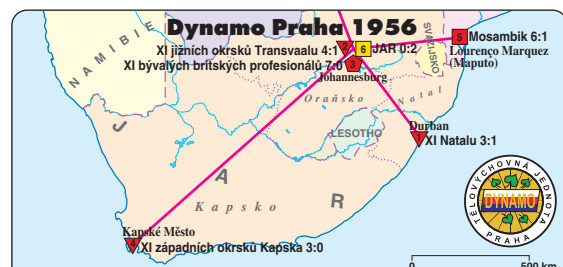 Dynamo Praha 1956
NAMIBIE
SVAZIJSKO
5 Mosambik 6:1
XI jižních okrsků Transvaalu 4:1 2 6 JAR 0:2
Lourenço Marquez
(Maputo)
XI bývalých britských profesionálů 7:0 3
Johannesburg
Oraňsko
Natal
Durban
LESOTHO
1 XI Natalu 3:1
JAR
Kapsko
TĚLOVÝCHOVNÁ JEDNOTA
DYNAMO
PRAHA
Kapské Město
4 XI západních okrsků Kapska 3:0
0 500 km